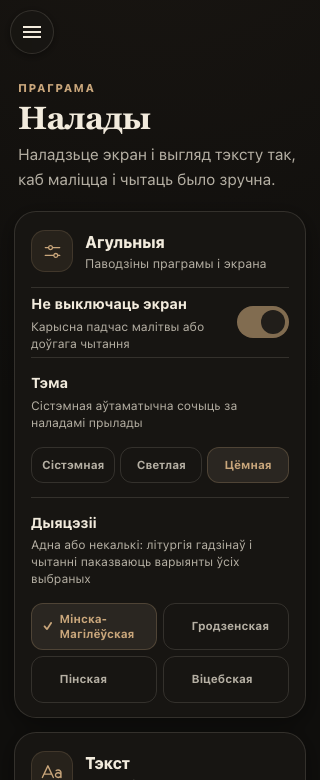 ПРАГРАМА
Налады
Наладзьце экран і выгляд тэксту так,
каб маліцца і чытаць было зручна.
Агульныя
Паводзіны праграмы і экрана
Не выключаць экран
Карысна падчас малітвы або
доўгага чытання
Тэма
Сістэмная аўтаматычна сочыць за
наладамі прылады
Сістэмная
Светлая
Цёмная
Дыяцэзіі
Адна або некалькі: літургія гадзінаў і
чытанні паказваюць варыянты ўсіх
выбраных
Мінска-
Магілёўская
Гродзенская
Пінская
Віцебская
Aa
Тэкст